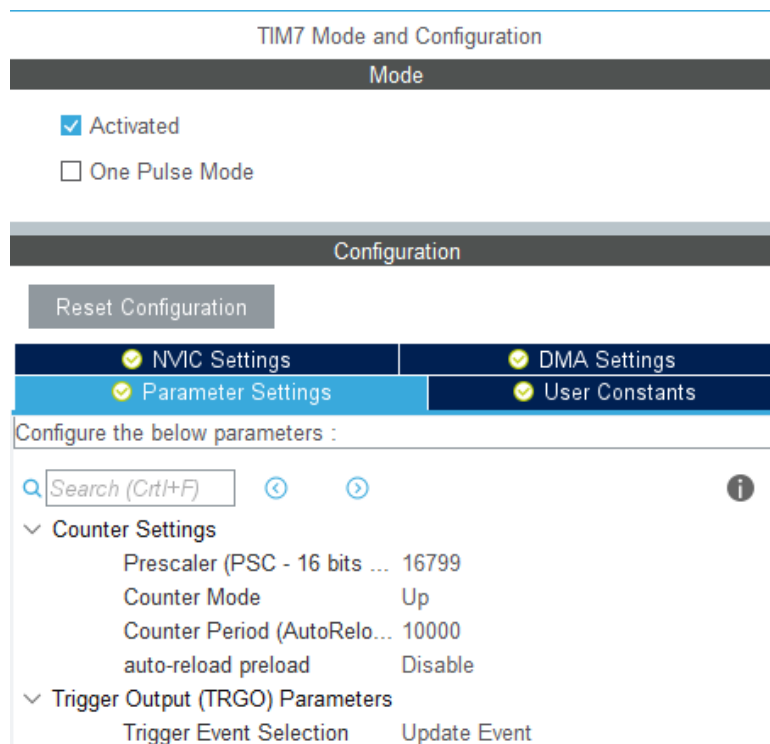 TIM7 Mode and Configuration
Mode
Activated
One Pulse Mode
Configuration
Reset Configuration
NVIC Settings DMA Settings
Parameter Settings User Constants
Configure the below parameters :
Search (Crtl+F)
Counter Settings
Prescaler (PSC - 16 bits ... 16799
Counter Mode Up
Counter Period (AutoRelo... 10000
auto-reload preload Disable
Trigger Output (TRGO) Parameters
Trigger Event Selection Update Event